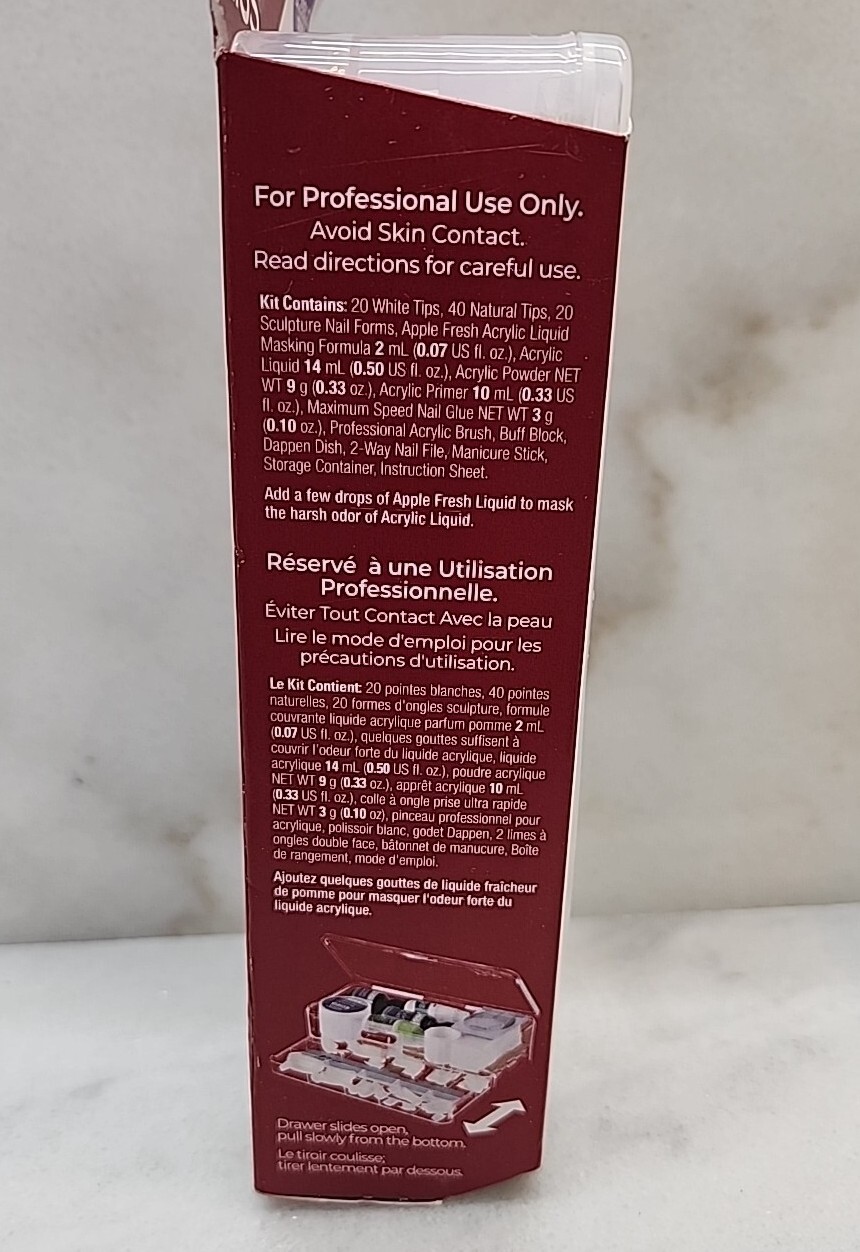 For Professional Use Only.
Avoid Skin Contact.
Read directions for careful use.
Kit Contains: 20 White Tips, 40 Natural Tips, 20
Sculpture Nail Forms, Apple Fresh Acrylic Liquid
Masking Formula 2 mL (0.07 US fl. oz.), Acrylic
Liquid 14 mL (0.50 US fl. oz.), Acrylic Powder NET
WT 9 g (0.33 oz.), Acrylic Primer 10 mL (0.33 US
fl. oz.), Maximum Speed Nail Glue NET WT 3 g
(0.10 oz.), Professional Acrylic Brush, Buff Block,
Dappen Dish, 2-Way Nail File, Manicure Stick,
Storage Container, Instruction Sheet.
Add a few drops of Apple Fresh Liquid to mask
the harsh odor of Acrylic Liquid.
Réservé à une Utilisation
Professionnelle.
Éviter Tout Contact Avec la peau
Lire le mode d'emploi pour les
précautions d'utilisation.
Le Kit Contient: 20 pointes blanches, 40 pointes
naturelles, 20 formes d'ongles sculpture, formule
couvrante liquide acrylique parfum pomme 2 mL
(0.07 US fl. oz.), quelques gouttes suffisent à
couvrir l'odeur forte du liquide acrylique, liquide
acrylique 14 mL (0.50 US fl. oz.), poudre acrylique
NET WT 9 g (0.33 oz.), apprêt acrylique 10 mL
(0.33 US fl. oz.), colle à ongle prise ultra rapide
NET WT 3 g (0.10 oz), pinceau professionnel pour
acrylique, polissoir blanc, godet Dappen, 2 limes à
ongles double face, bâtonnet de manucure, Boîte
de rangement, mode d'emploi.
Ajoutez quelques gouttes de liquide fraîcheur
de pomme pour masquer l'odeur forte du
liquide acrylique.
Drawer slides open,
pull slowly from the bottom.
Le tiroir coulisse;
tirer lentement par dessous.